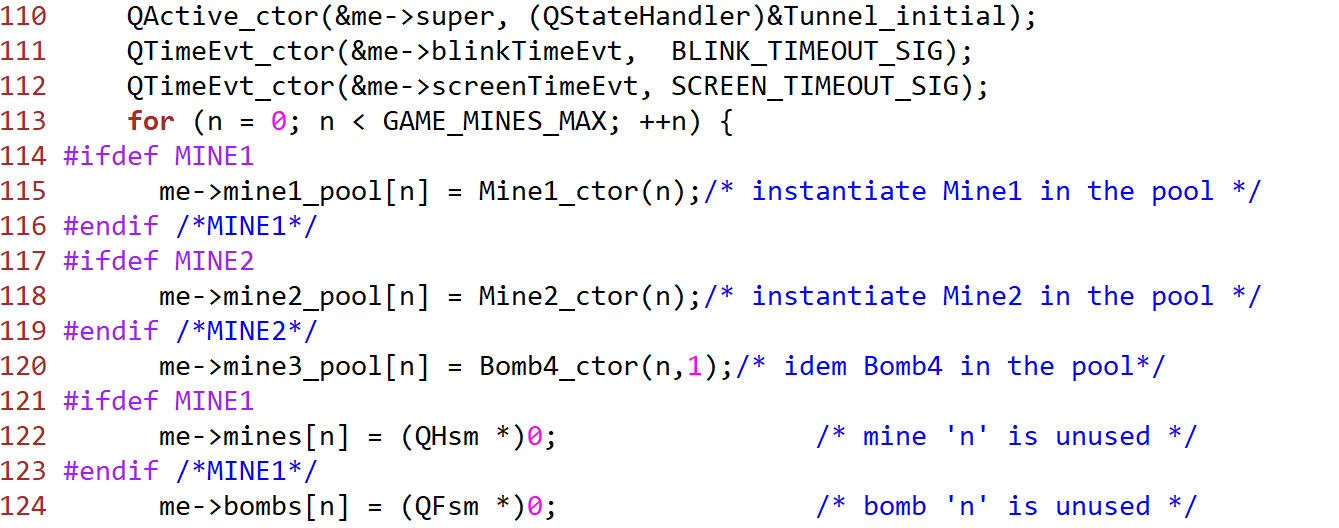 110     QActive_ctor(&me->super, (QStateHandler)&Tunnel_initial);
111     QTimeEvt_ctor(&me->blinkTimeEvt,  BLINK_TIMEOUT_SIG);
112     QTimeEvt_ctor(&me->screenTimeEvt, SCREEN_TIMEOUT_SIG);
113     for (n = 0; n < GAME_MINES_MAX; ++n) {
114 #ifdef MINE1
115       me->mine1_pool[n] = Mine1_ctor(n);/* instantiate Mine1 in the pool */
116 #endif /*MINE1*/
117 #ifdef MINE2
118       me->mine2_pool[n] = Mine2_ctor(n);/* instantiate Mine2 in the pool */
119 #endif /*MINE2*/
120       me->mine3_pool[n] = Bomb4_ctor(n,1);/* idem Bomb4 in the pool*/
121 #ifdef MINE1
122       me->mines[n] = (QHsm *)0;                /* mine 'n' is unused */
123 #endif /*MINE1*/
124       me->bombs[n] = (QFsm *)0;                /* bomb 'n' is unused */